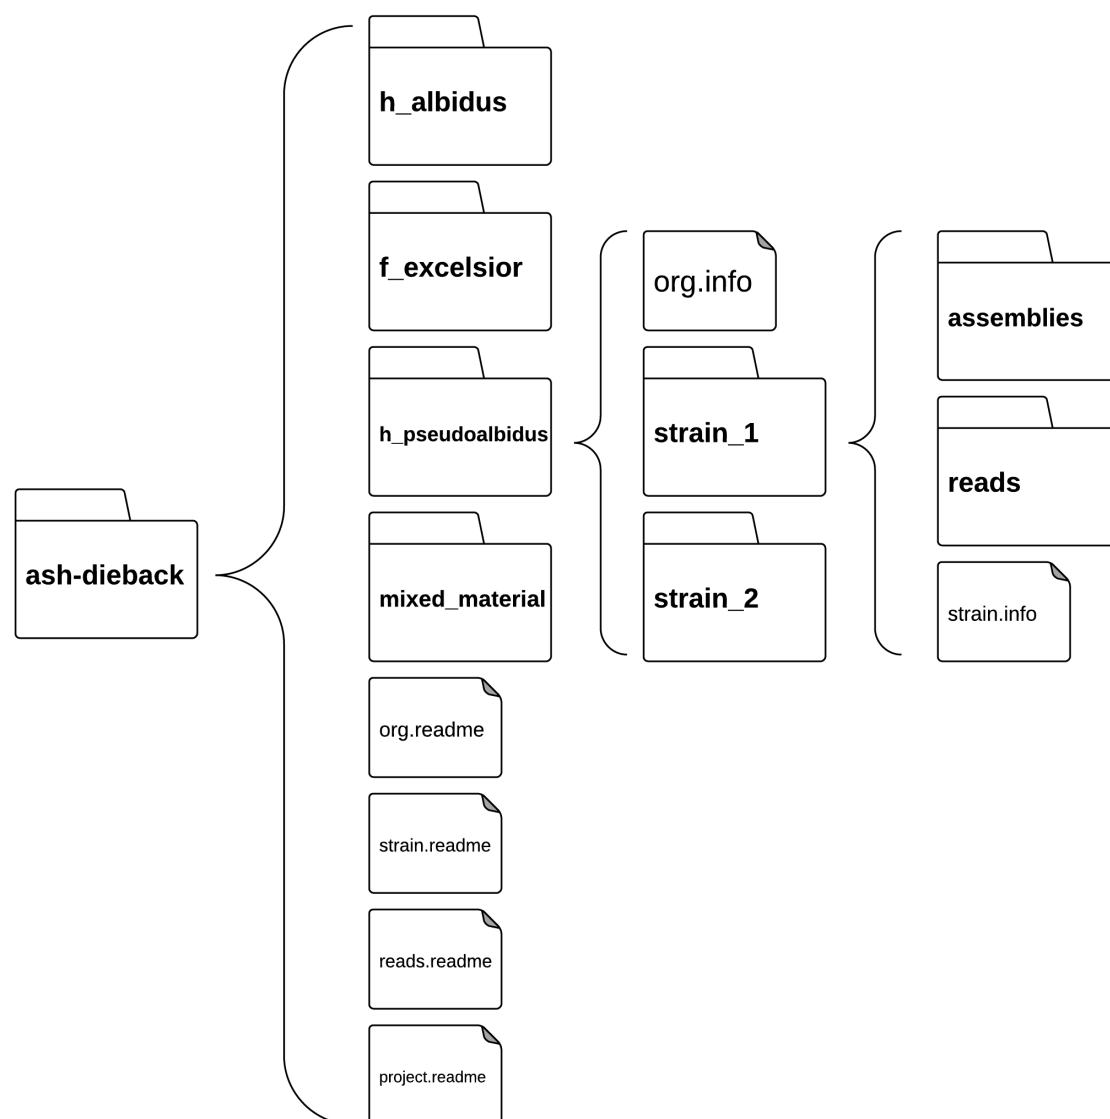 h_albidus
f_excelsior
org.info
assemblies
h_pseudoalbidus
strain_1
reads
ash-dieback
mixed_material
strain_2
strain.info
org.readme
strain.readme
reads.readme
project.readme